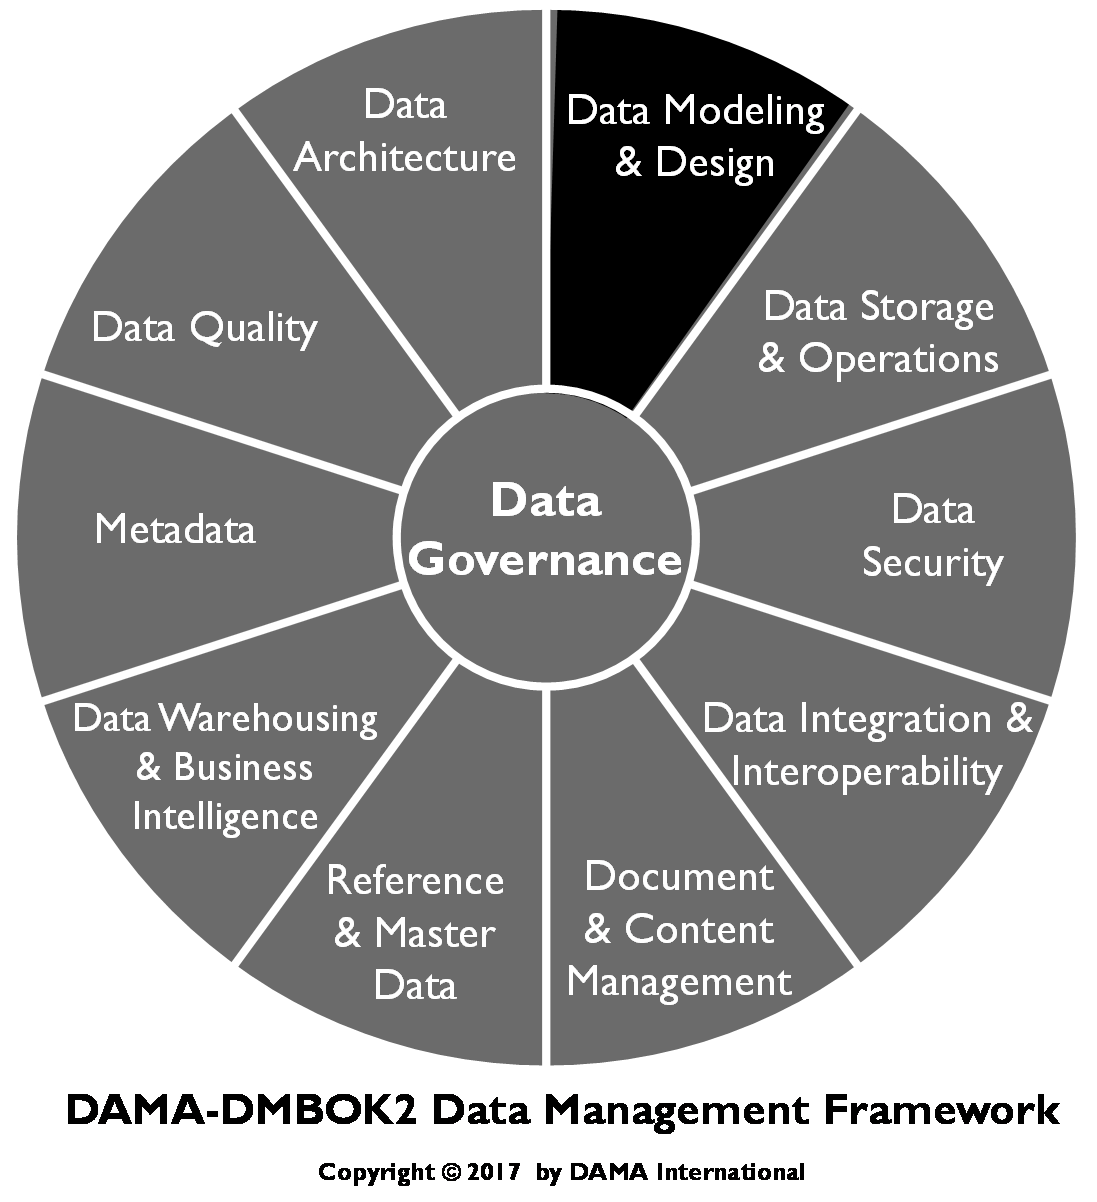 Data
Architecture
Data Modeling
& Design
Data Storage
& Operations
Data
Security
Data Integration &
Interoperability
Document
& Content
Management
Reference
& Master
Data
Data Warehousing
& Business
Intelligence
Metadata
Data Quality
Data
Governance
DAMA-DMBOK2 Data Management Framework
Copyright © 2017 by DAMA International